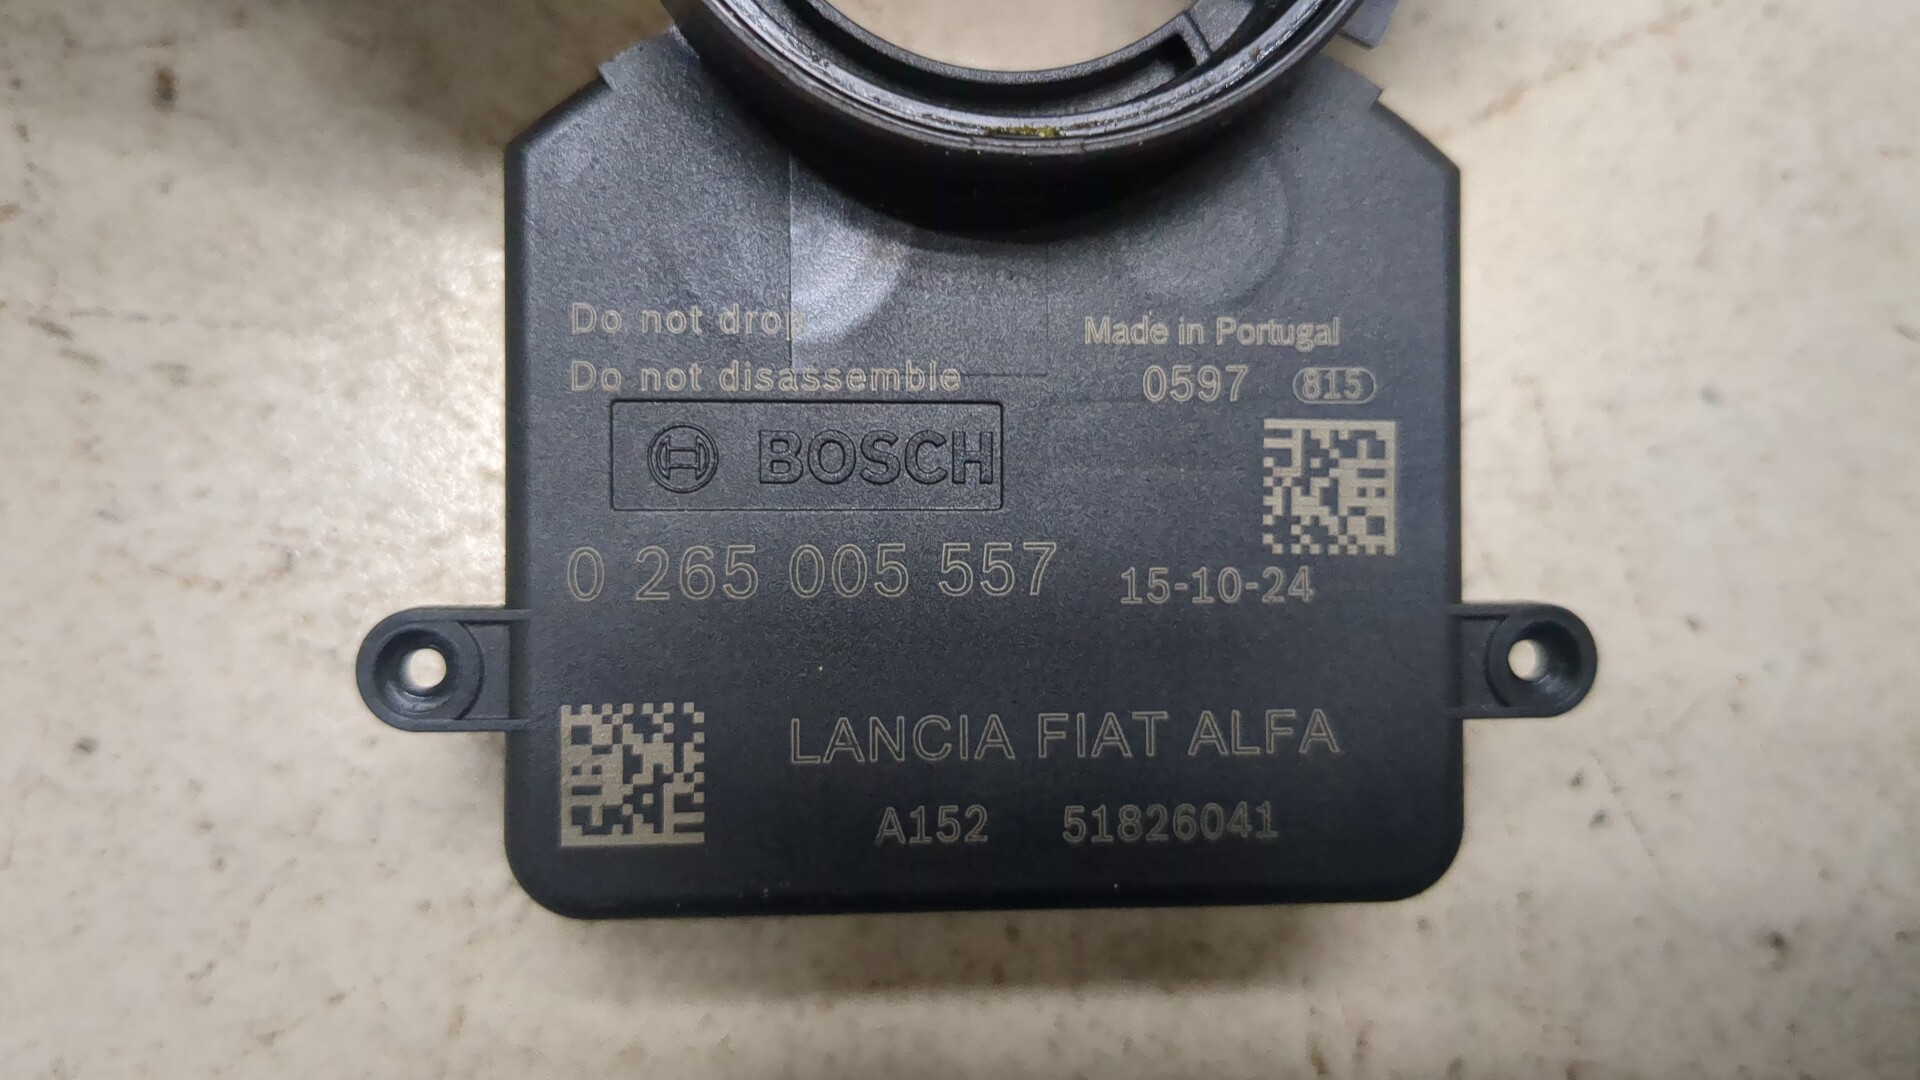 Do not drop
Do not disassemble
Made in Portugal
0597 815
BOSCH
0 265 005 557
15-10-24
LANCIA FIAT ALFA
A152 51826041